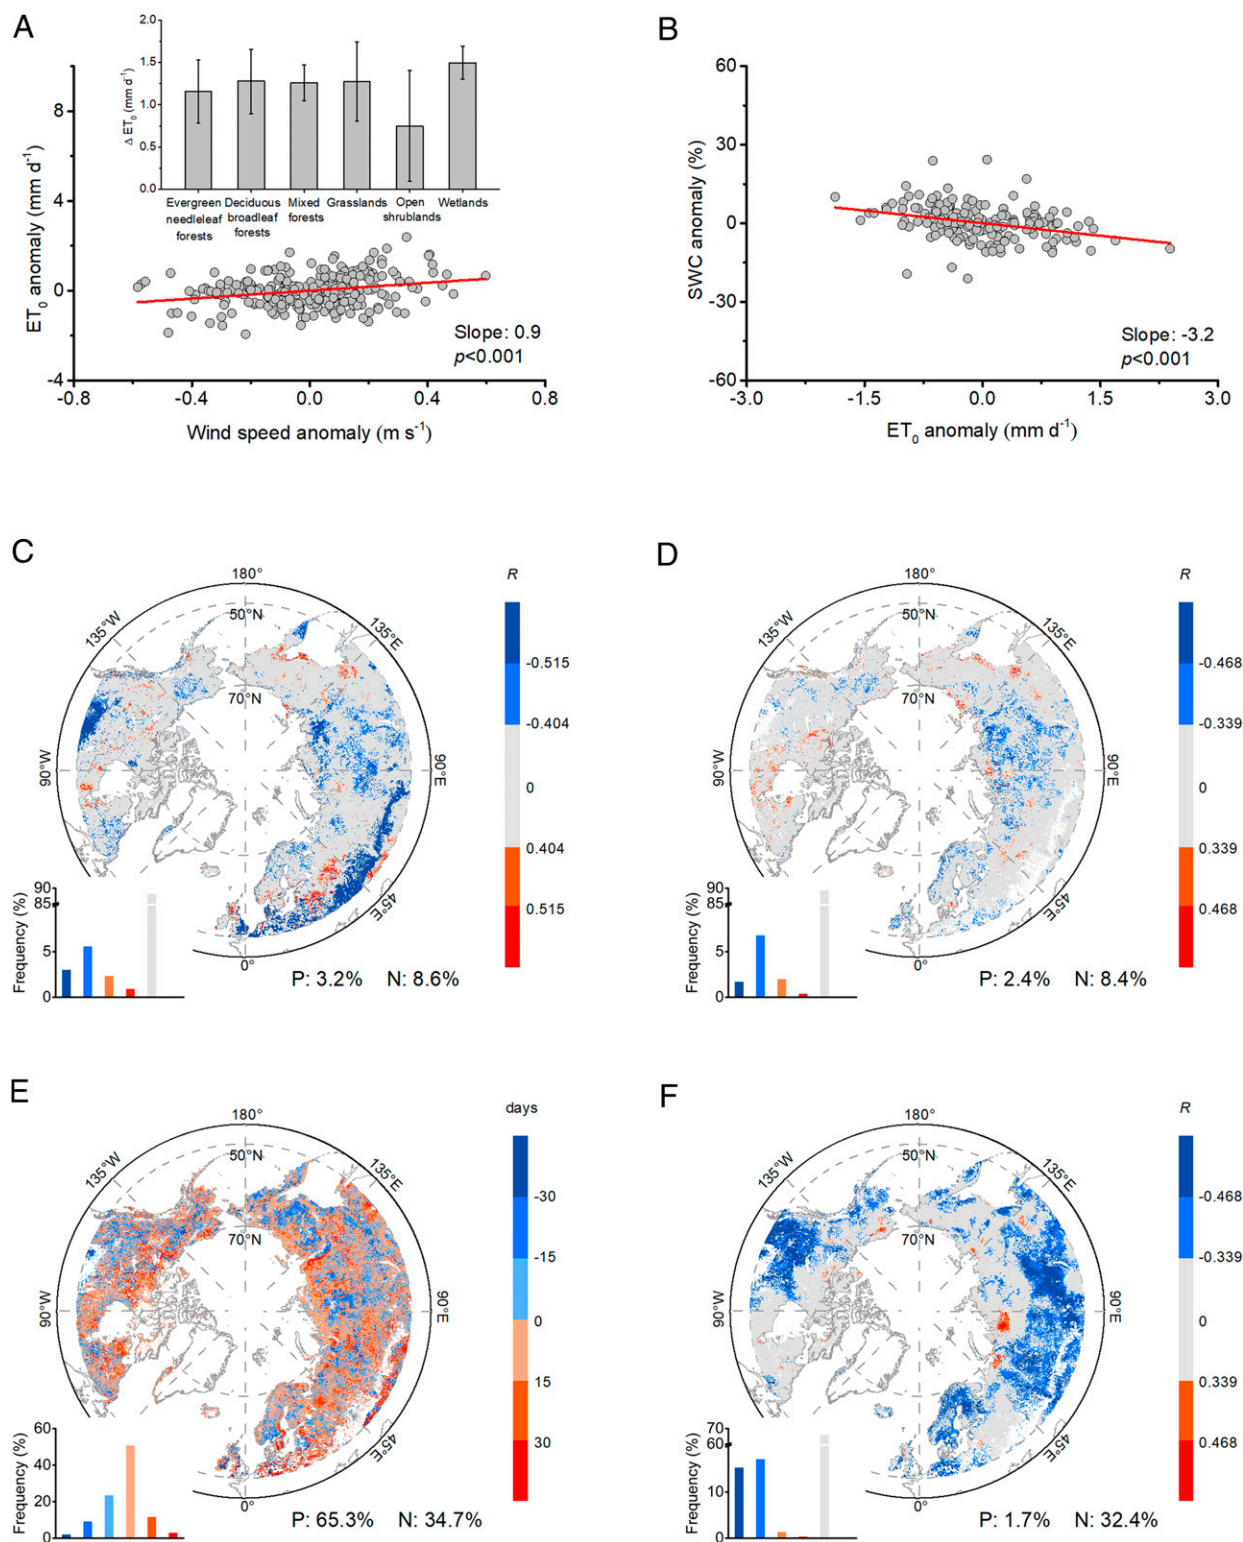 A
ET0 anomaly (mm d-1)
8
4
0
-4
-0.8
-0.4
0.0
0.4
0.8
Wind speed anomaly (m s-1)
Slope: 0.9
p<0.001
Δ ET0 (mm d-1)
2.0
1.5
1.0
0.5
0.0
Evergreen
needleleaf
forests
Deciduous
broadleaf
forests
Mixed
forests
Grasslands
Open
shrublands
Wetlands
B
SWC anomaly (%)
60
30
0
-30
-60
-3.0
-1.5
0.0
1.5
3.0
ET0 anomaly (mm d-1)
Slope: -3.2
p<0.001
C
180°
135°W
50°N
135°E
70°N
90°W
90°E
45°E
0°
R
-0.515
-0.404
0
0.404
0.515
Frequency (%)
90
85
5
0
P: 3.2% N: 8.6%
D
180°
135°W
50°N
135°E
70°N
90°W
90°E
45°E
0°
R
-0.468
-0.339
0
0.339
0.468
Frequency (%)
90
85
5
0
P: 2.4% N: 8.4%
E
180°
135°W
50°N
135°E
70°N
90°W
90°E
45°E
0°
days
-30
-15
0
15
30
Frequency (%)
60
40
20
0
P: 65.3% N: 34.7%
F
180°
135°W
50°N
135°E
70°N
90°W
90°E
45°E
0°
R
-0.468
-0.339
0
0.339
0.468
Frequency (%)
70
60
10
0
P: 1.7% N: 32.4%